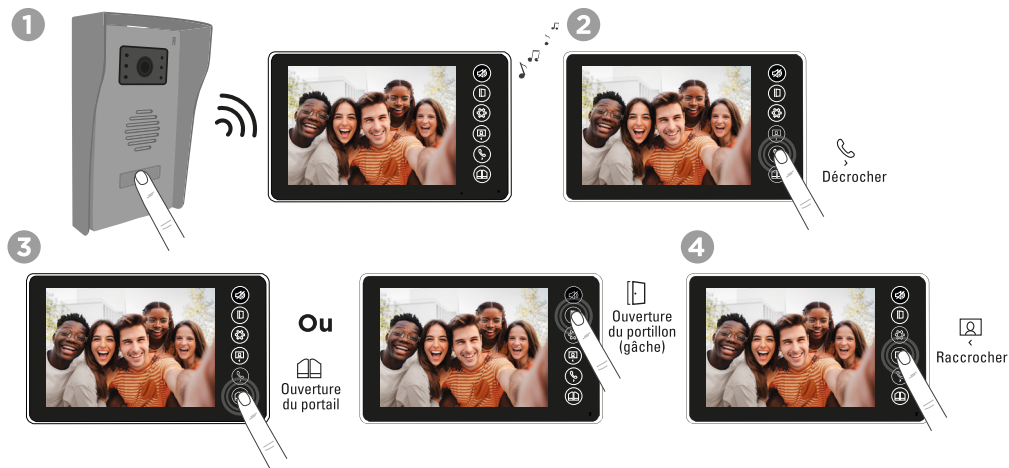 1
2
Décrocher
3
Ou
Ouverture
du portail
Ouverture
du portillon
(gâche)
4
Raccrocher